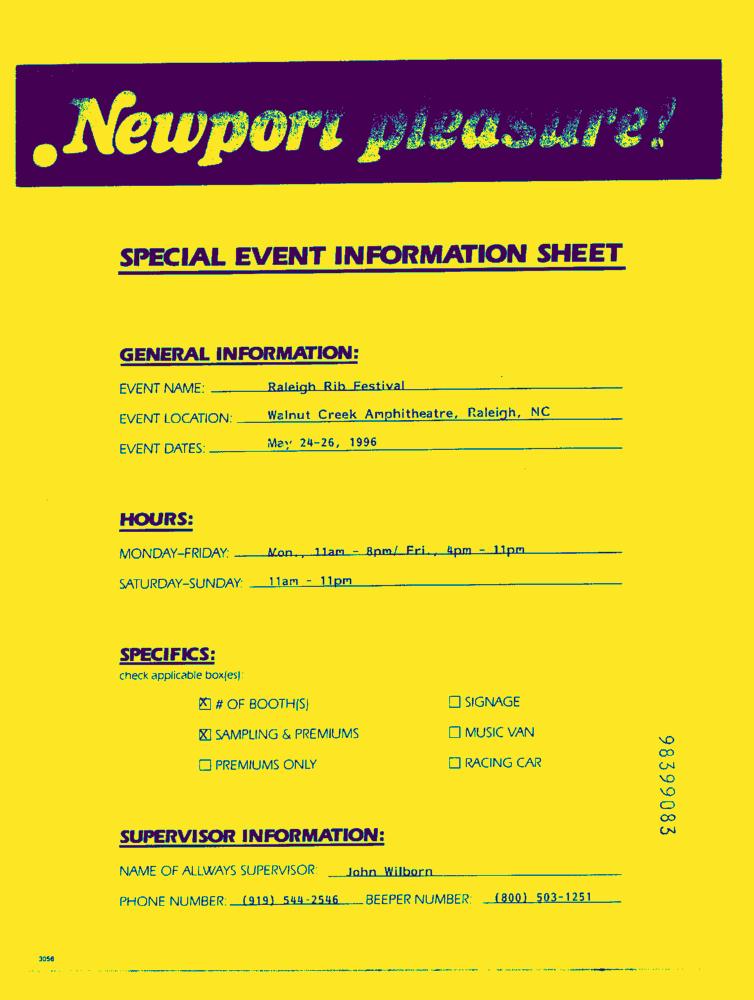 Newport pleasure!
SPECIAL EVENT INFORMATION SHEET
GENERAL INFORMATION:
EVENT NAME: Raleigh Rib Festival
EVENT LOCATION: Walnut Creek Amphitheatre, Raleigh, NC
EVENT DATES: May 24-26, 1996
HOURS:
MONDAY-FRIDAY: Mon., 11am - 8pm/ Fri., 4pm - 11pm
SATURDAY-SUNDAY: 11am - 11pm
SPECIFICS:
check applicable box(es):
☒ # OF BOOTH(S) ☐ SIGNAGE
☒ SAMPLING & PREMIUMS ☐ MUSIC VAN
☐ PREMIUMS ONLY ☐ RACING CAR
98399083
SUPERVISOR INFORMATION:
NAME OF ALLWAYS SUPERVISOR: John Wilborn
PHONE NUMBER: (919) 544-2546 BEEPER NUMBER: (800) 503-1251
3056